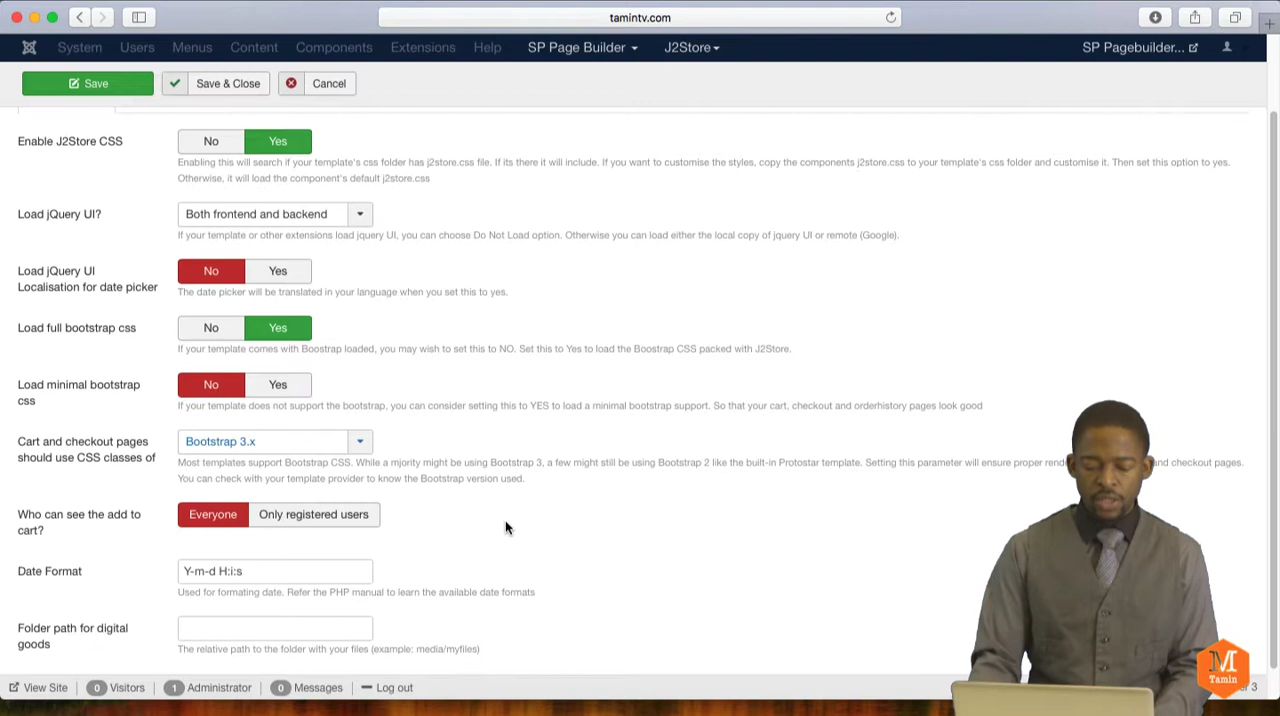 tamintv.com
System Users Menus Content Components Extensions Help SP Page Builder J2Store SP Pagebuilder...
Save Save & Close Cancel
Enable J2Store CSS No Yes
Enabling this will search if your template's css folder has j2store.css file. If its there it will include. If you want to customise the styles, copy the components j2store.css to your template's css folder and customise it. Then set this option to yes.
Otherwise, it will load the component's default j2store.css
Load jQuery UI? Both frontend and backend
If your template or other extensions load jquery UI, you can choose Do Not Load option. Otherwise you can load either the local copy of jquery UI or remote (Google).
Load jQuery UI
Localisation for date picker
No Yes
The date picker will be translated in your language when you set this to yes.
Load full bootstrap css No Yes
If your template comes with Boostrap loaded, you may wish to set this to NO. Set this to Yes to load the Boostrap CSS packed with J2Store.
Load minimal bootstrap
css
No Yes
If your template does not support the bootstrap, you can consider setting this to YES to load a minimal bootstrap support. So that your cart, checkout and orderhistory pages look good
Cart and checkout pages
should use CSS classes of
Bootstrap 3.x
Most templates support Bootstrap CSS. While a mjority might be using Bootstrap 3, a few might still be using Bootstrap 2 like the built-in Protostar template. Setting this parameter will ensure proper rend and checkout pages.
You can check with your template provider to know the Bootstrap version used.
Who can see the add to
cart?
Everyone Only registered users
Date Format Y-m-d H:i:s
Used for formating date. Refer the PHP manual to learn the available date formats
Folder path for digital
goods
The relative path to the folder with your files (example: media/myfiles)
View Site 0 Visitors 1 Administrator 0 Messages Log out 3
M
Tamin